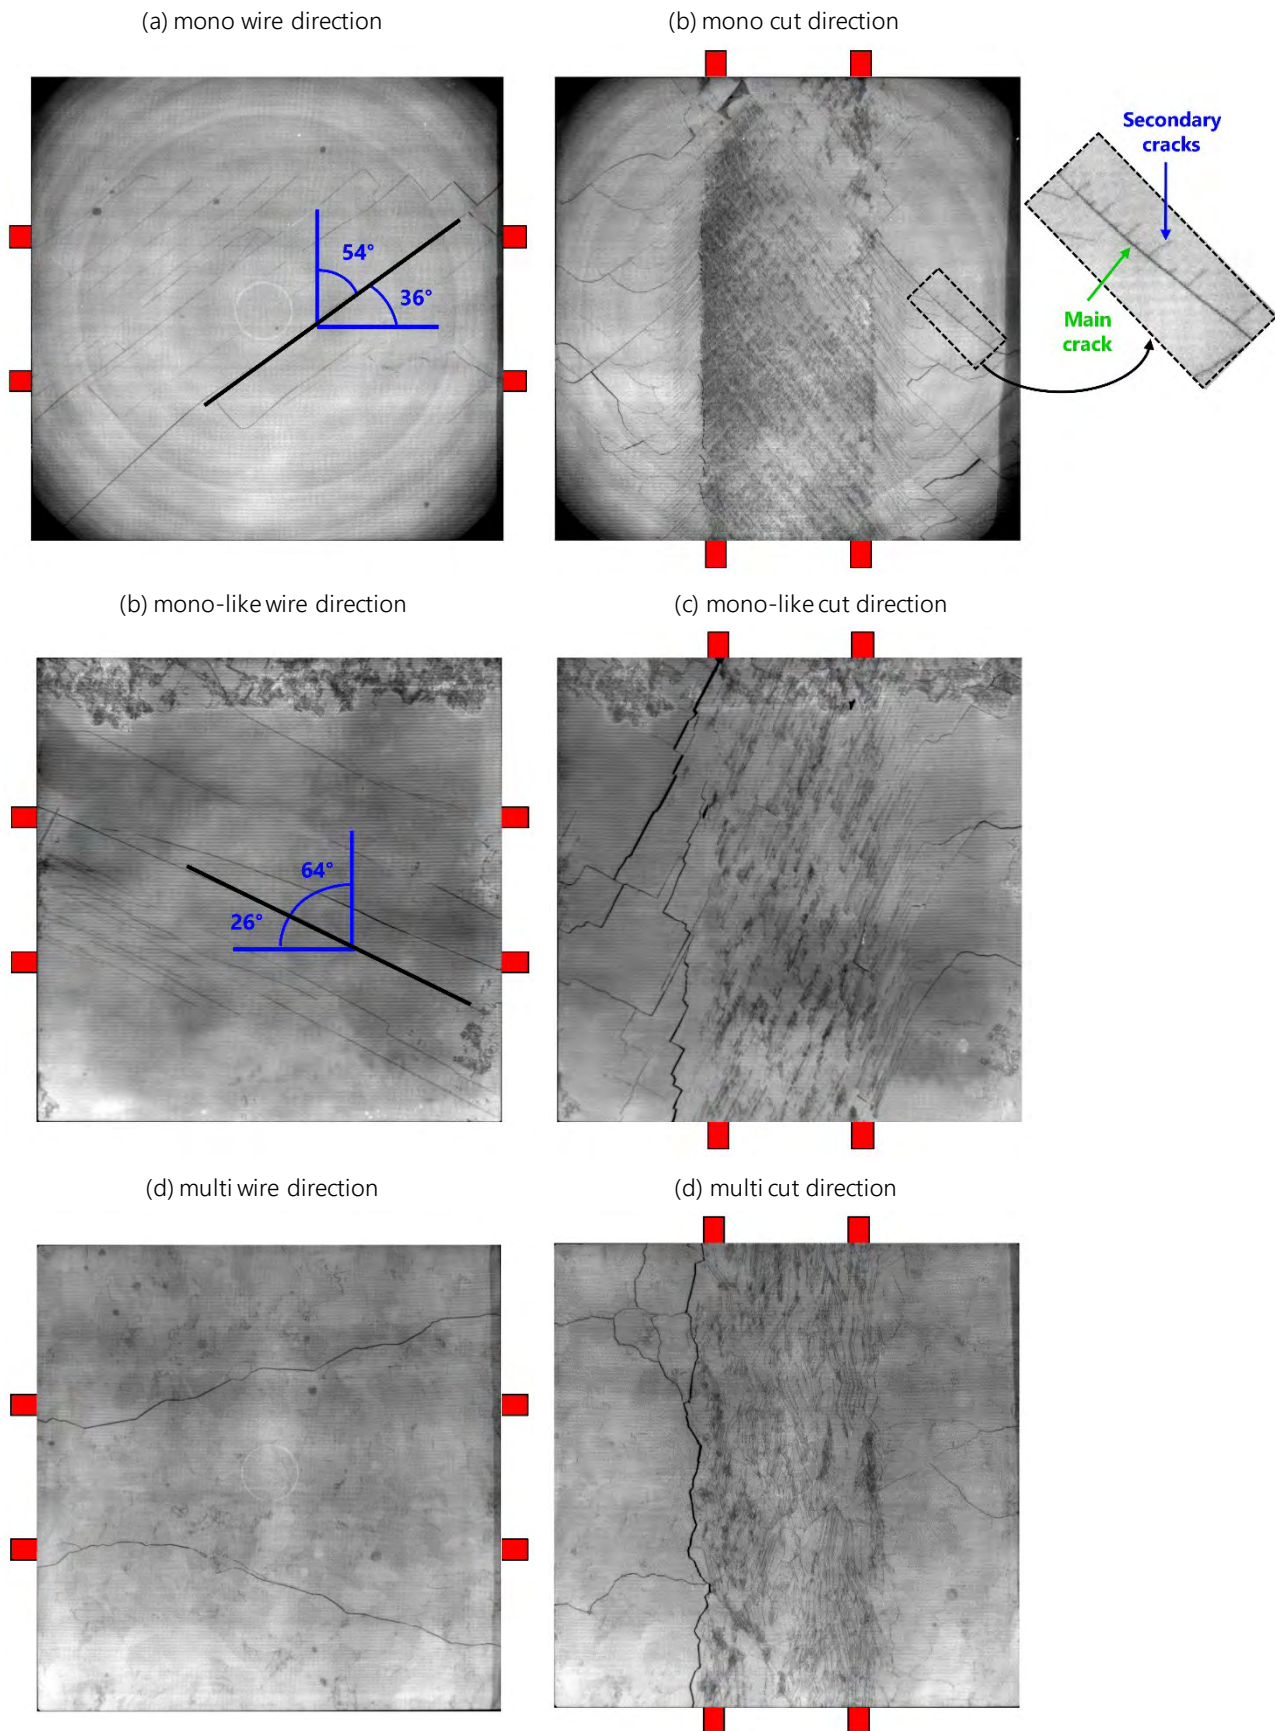 (a) mono wire direction
(b) mono cut direction
54°
36°
Secondary
cracks
Main
crack
(b) mono-like wire direction
(c) mono-like cut direction
64°
26°
(d) multi wire direction
(d) multi cut direction